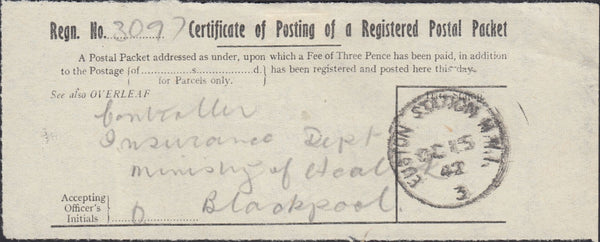 Regn. No. 3097 Certificate of Posting of a Registered Postal Packet
A Postal Packet addressed as under, upon which a Fee of Three Pence has been paid, in addition
to the Postage {of.........s.........d.} has been registered and posted here this day.
for Parcels only.
See also OVERLEAF
Controller
Insurance Dept
Ministry of Heal
Blackpool.
Accepting
Officer's
Initials
EUSTON STATION
DE 15
42
3